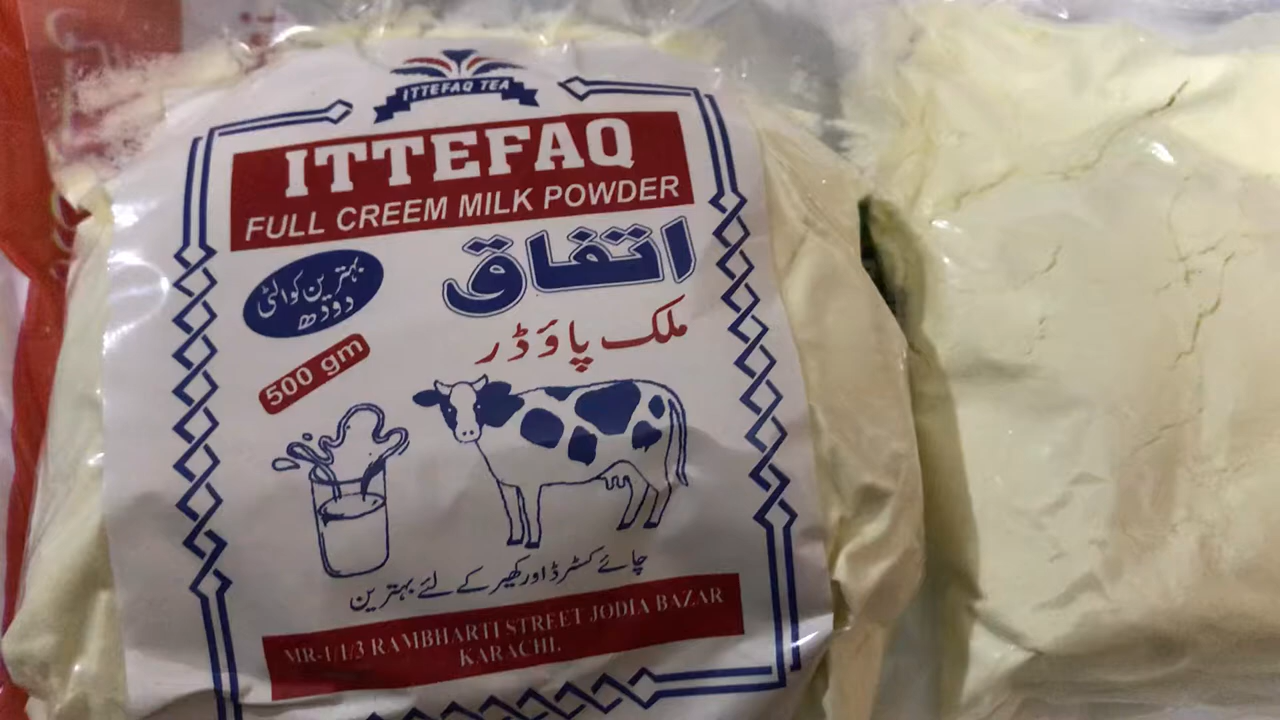 ITTEFAQ TEA
ITTEFAQ
FULL CREEM MILK POWDER
اتفاق
بہترین کوالٹی
دودھ
ملک پاؤڈر
500 gm
چائے کسٹرڈ اور کھیر کے لئے بہترین
MR-1/1/3 RAMBHARTI STREET JODIA BAZAR
KARACHI.